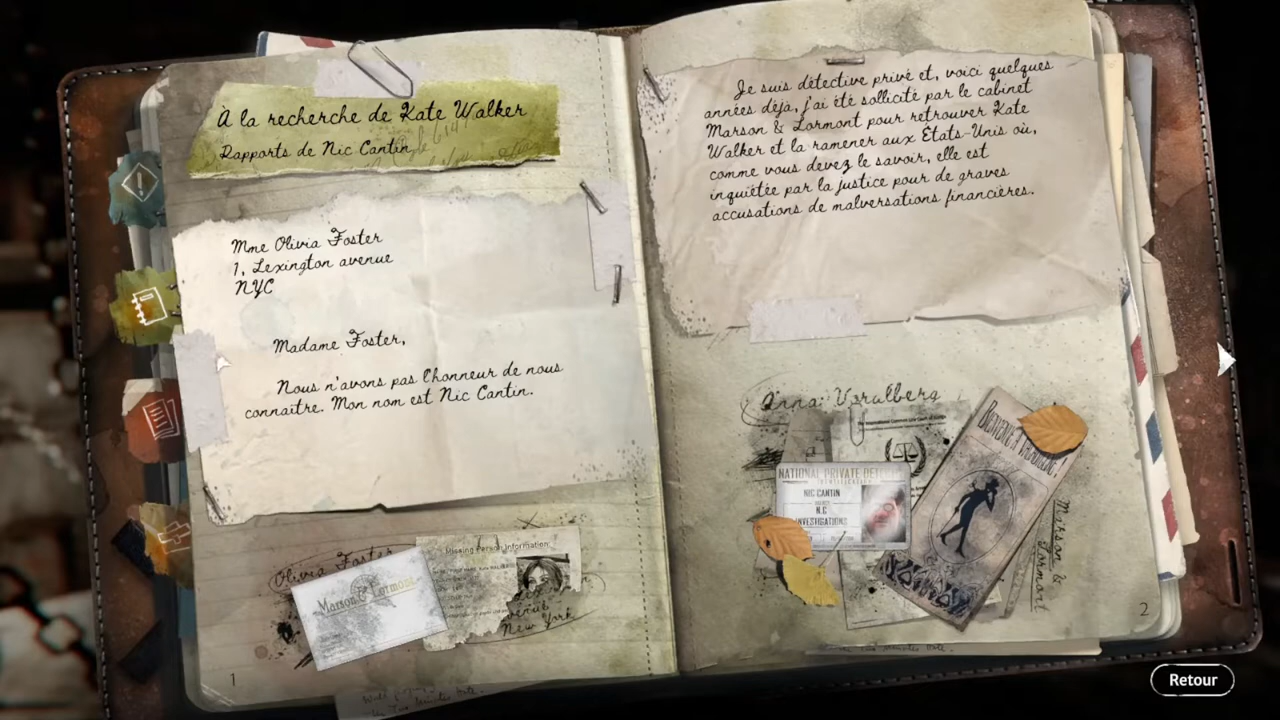 À la recherche de Kate Walker
Rapports de Nic Cantin
Mme Olivia Foster
1, Lexington avenue
NYC
Madame Foster,
Nous n'avons pas l'honneur de nous
connaître. Mon nom est Nic Cantin.
Olivia Foster
Marson & Lormont
Missing Person Information
avenue
New York
1
Je suis détective privé et, voici quelques
années déjà, j'ai été sollicité par le cabinet
Marson & Lormont pour retrouver Kate
Walker et la ramener aux États-Unis où,
comme vous devez le savoir, elle est
inquiétée par la justice pour de graves
accusations de malversations financières.
Anna Voralberg
NATIONAL PRIVATE DETECTIVE
IDENTIFICATION
NIC CANTIN
N.C
INVESTIGATIONS
Marson &
Lormont
2
Retour